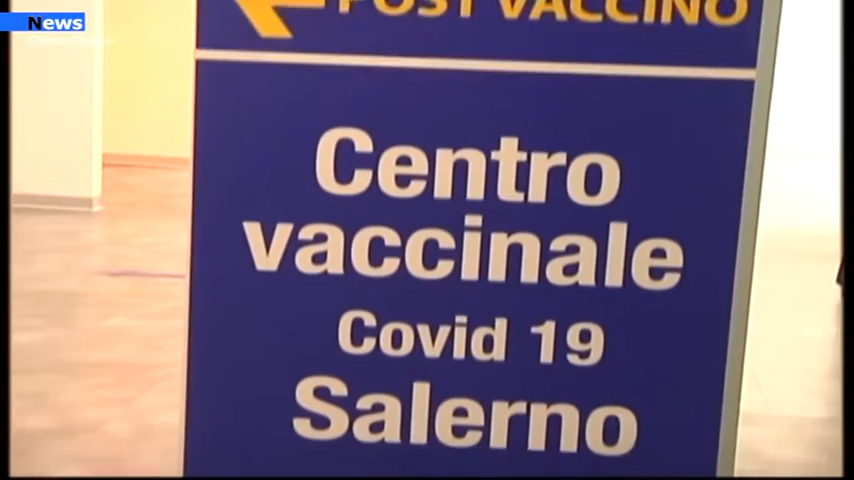 News
POST VACCINO
Centro
vaccinale
Covid 19
Salerno